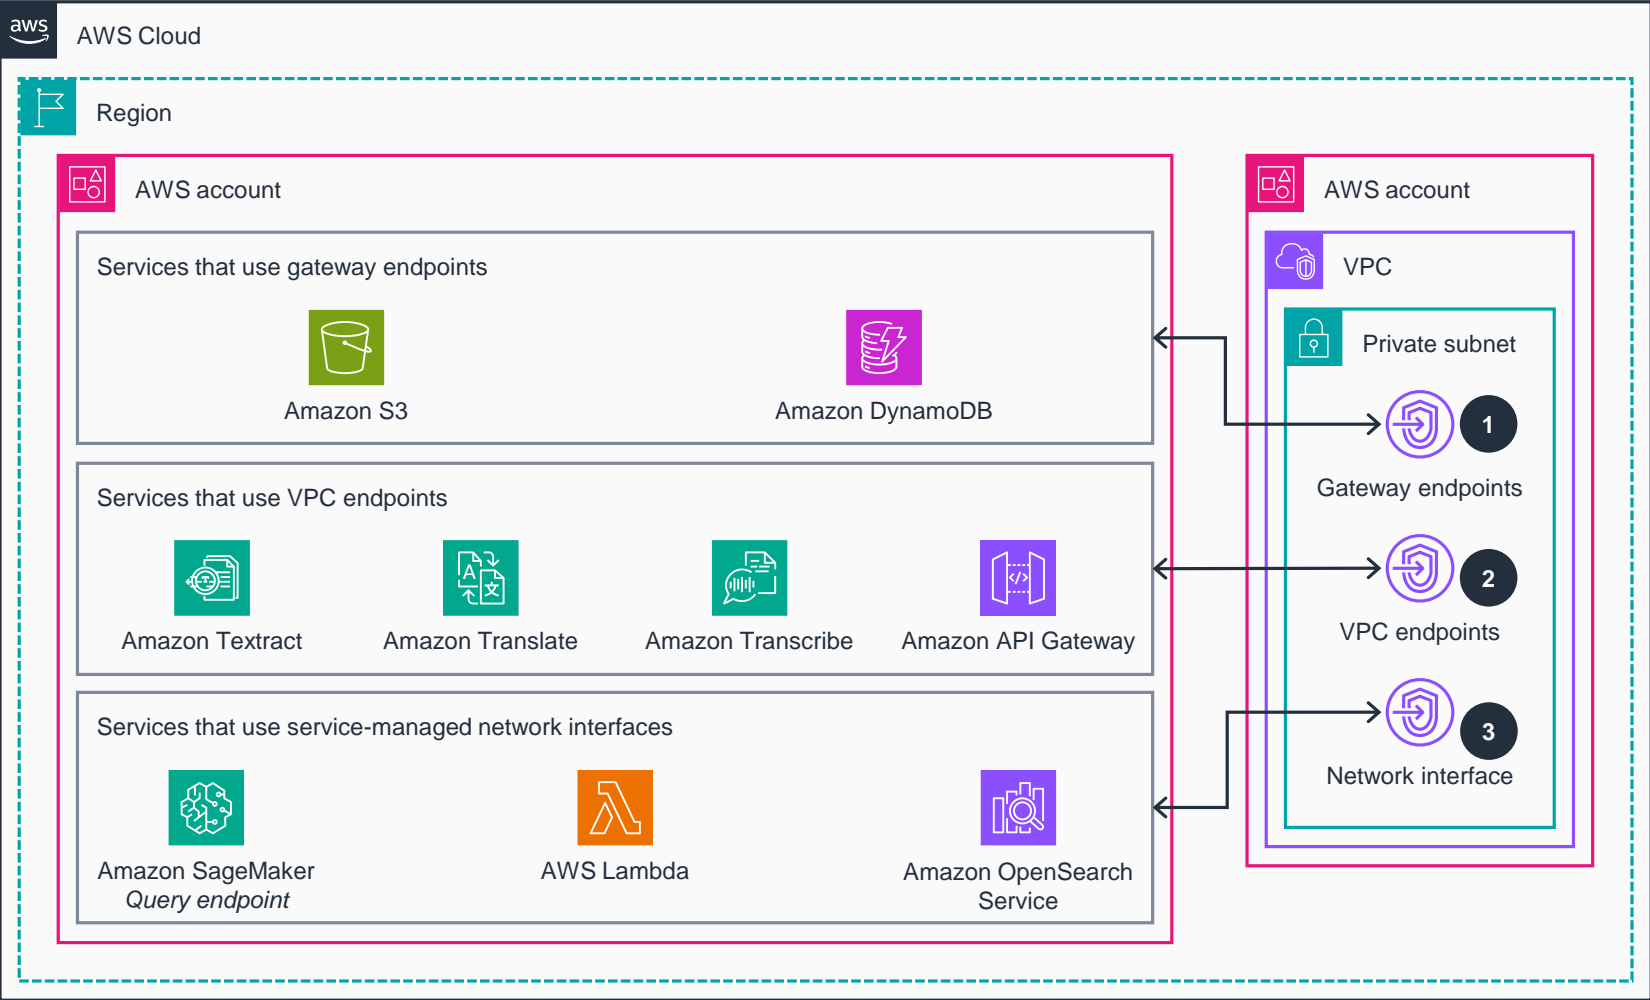 aws
AWS Cloud
Region
AWS account
Services that use gateway endpoints
Amazon S3
Amazon DynamoDB
Services that use VPC endpoints
A
文
</>
Amazon Textract
Amazon Translate
Amazon Transcribe
Amazon API Gateway
Services that use service-managed network interfaces
Amazon SageMaker
Query endpoint
AWS Lambda
Amazon OpenSearch
Service
AWS account
VPC
Private subnet
1
Gateway endpoints
2
VPC endpoints
3
Network interface